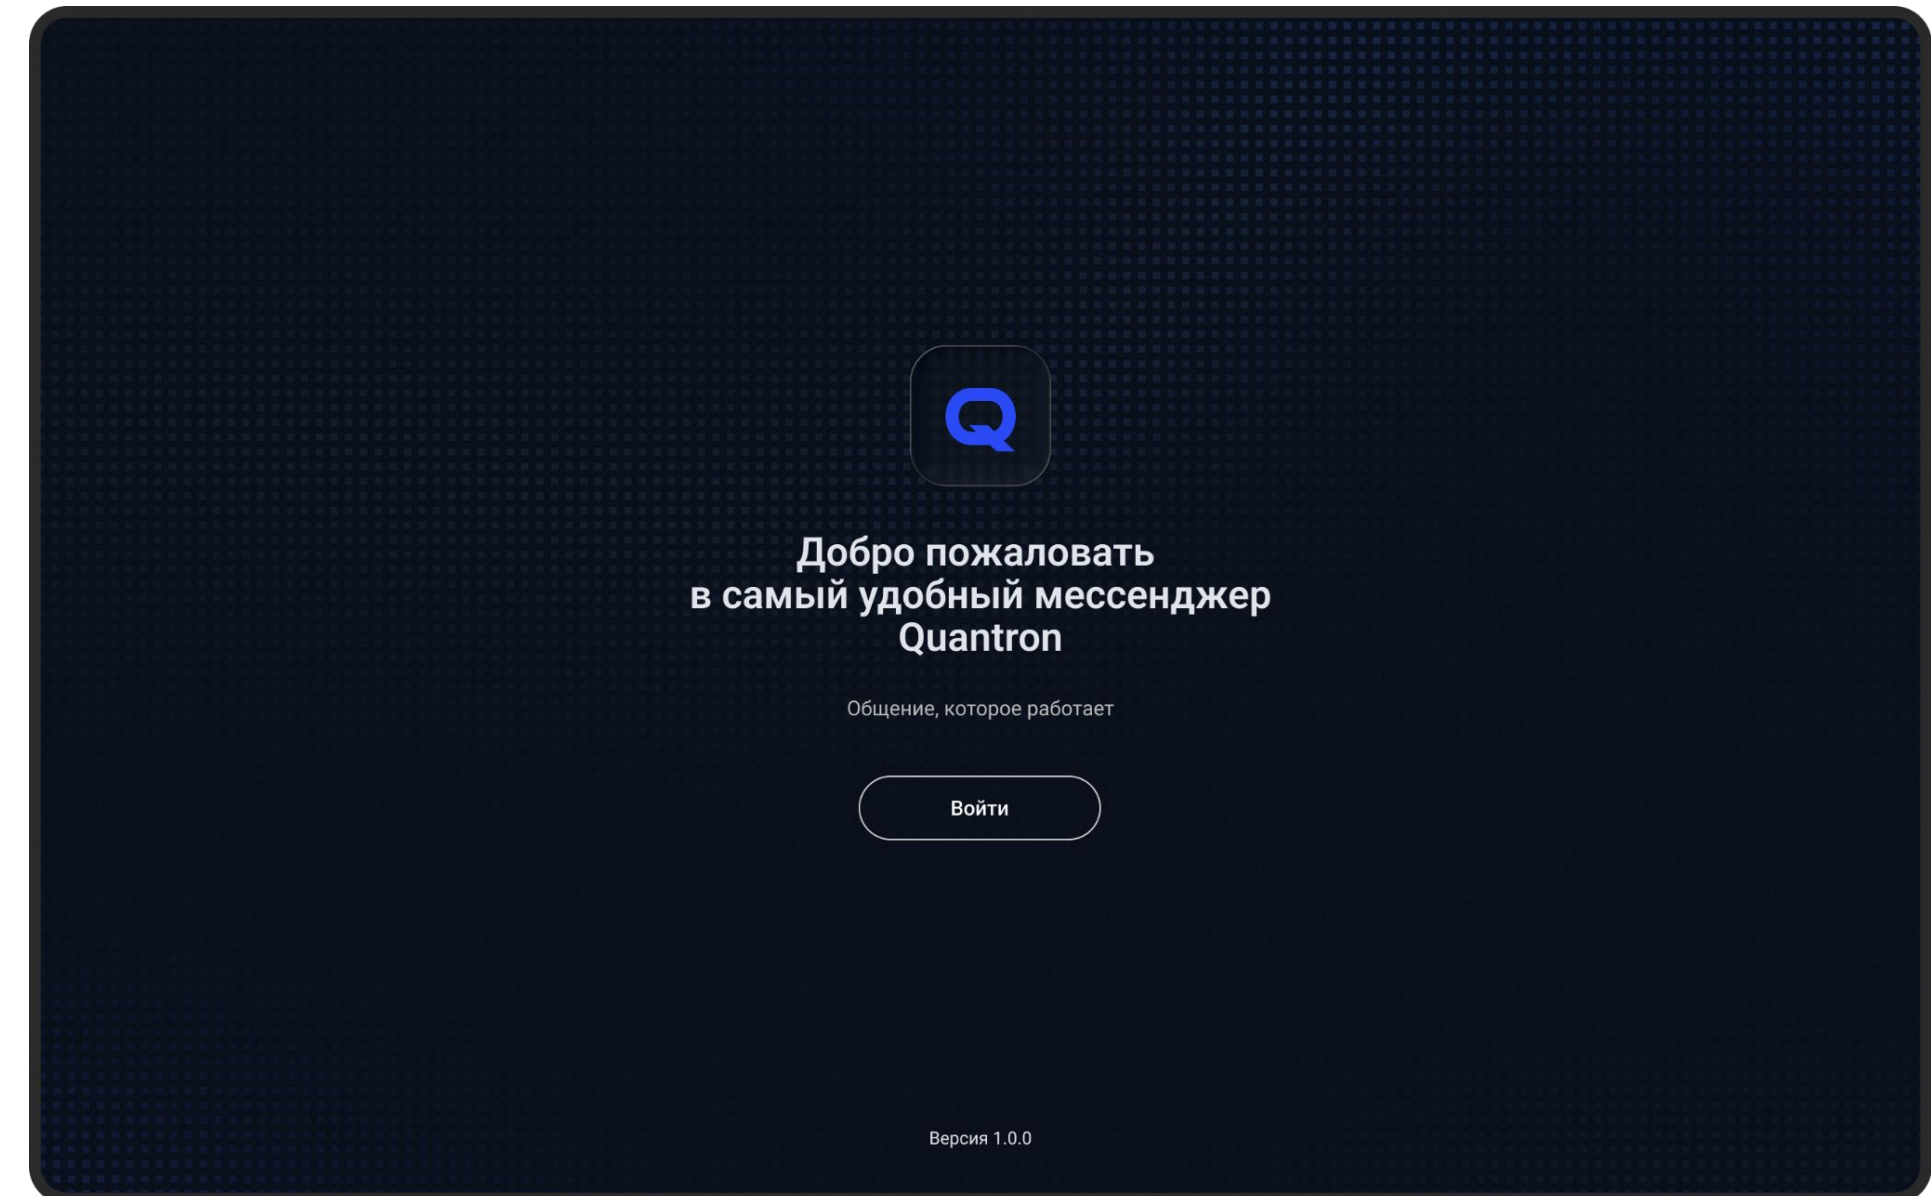 Q
Добро пожаловать
в самый удобный мессенджер
Quantron
Общение, которое работает
Войти
Версия 1.0.0